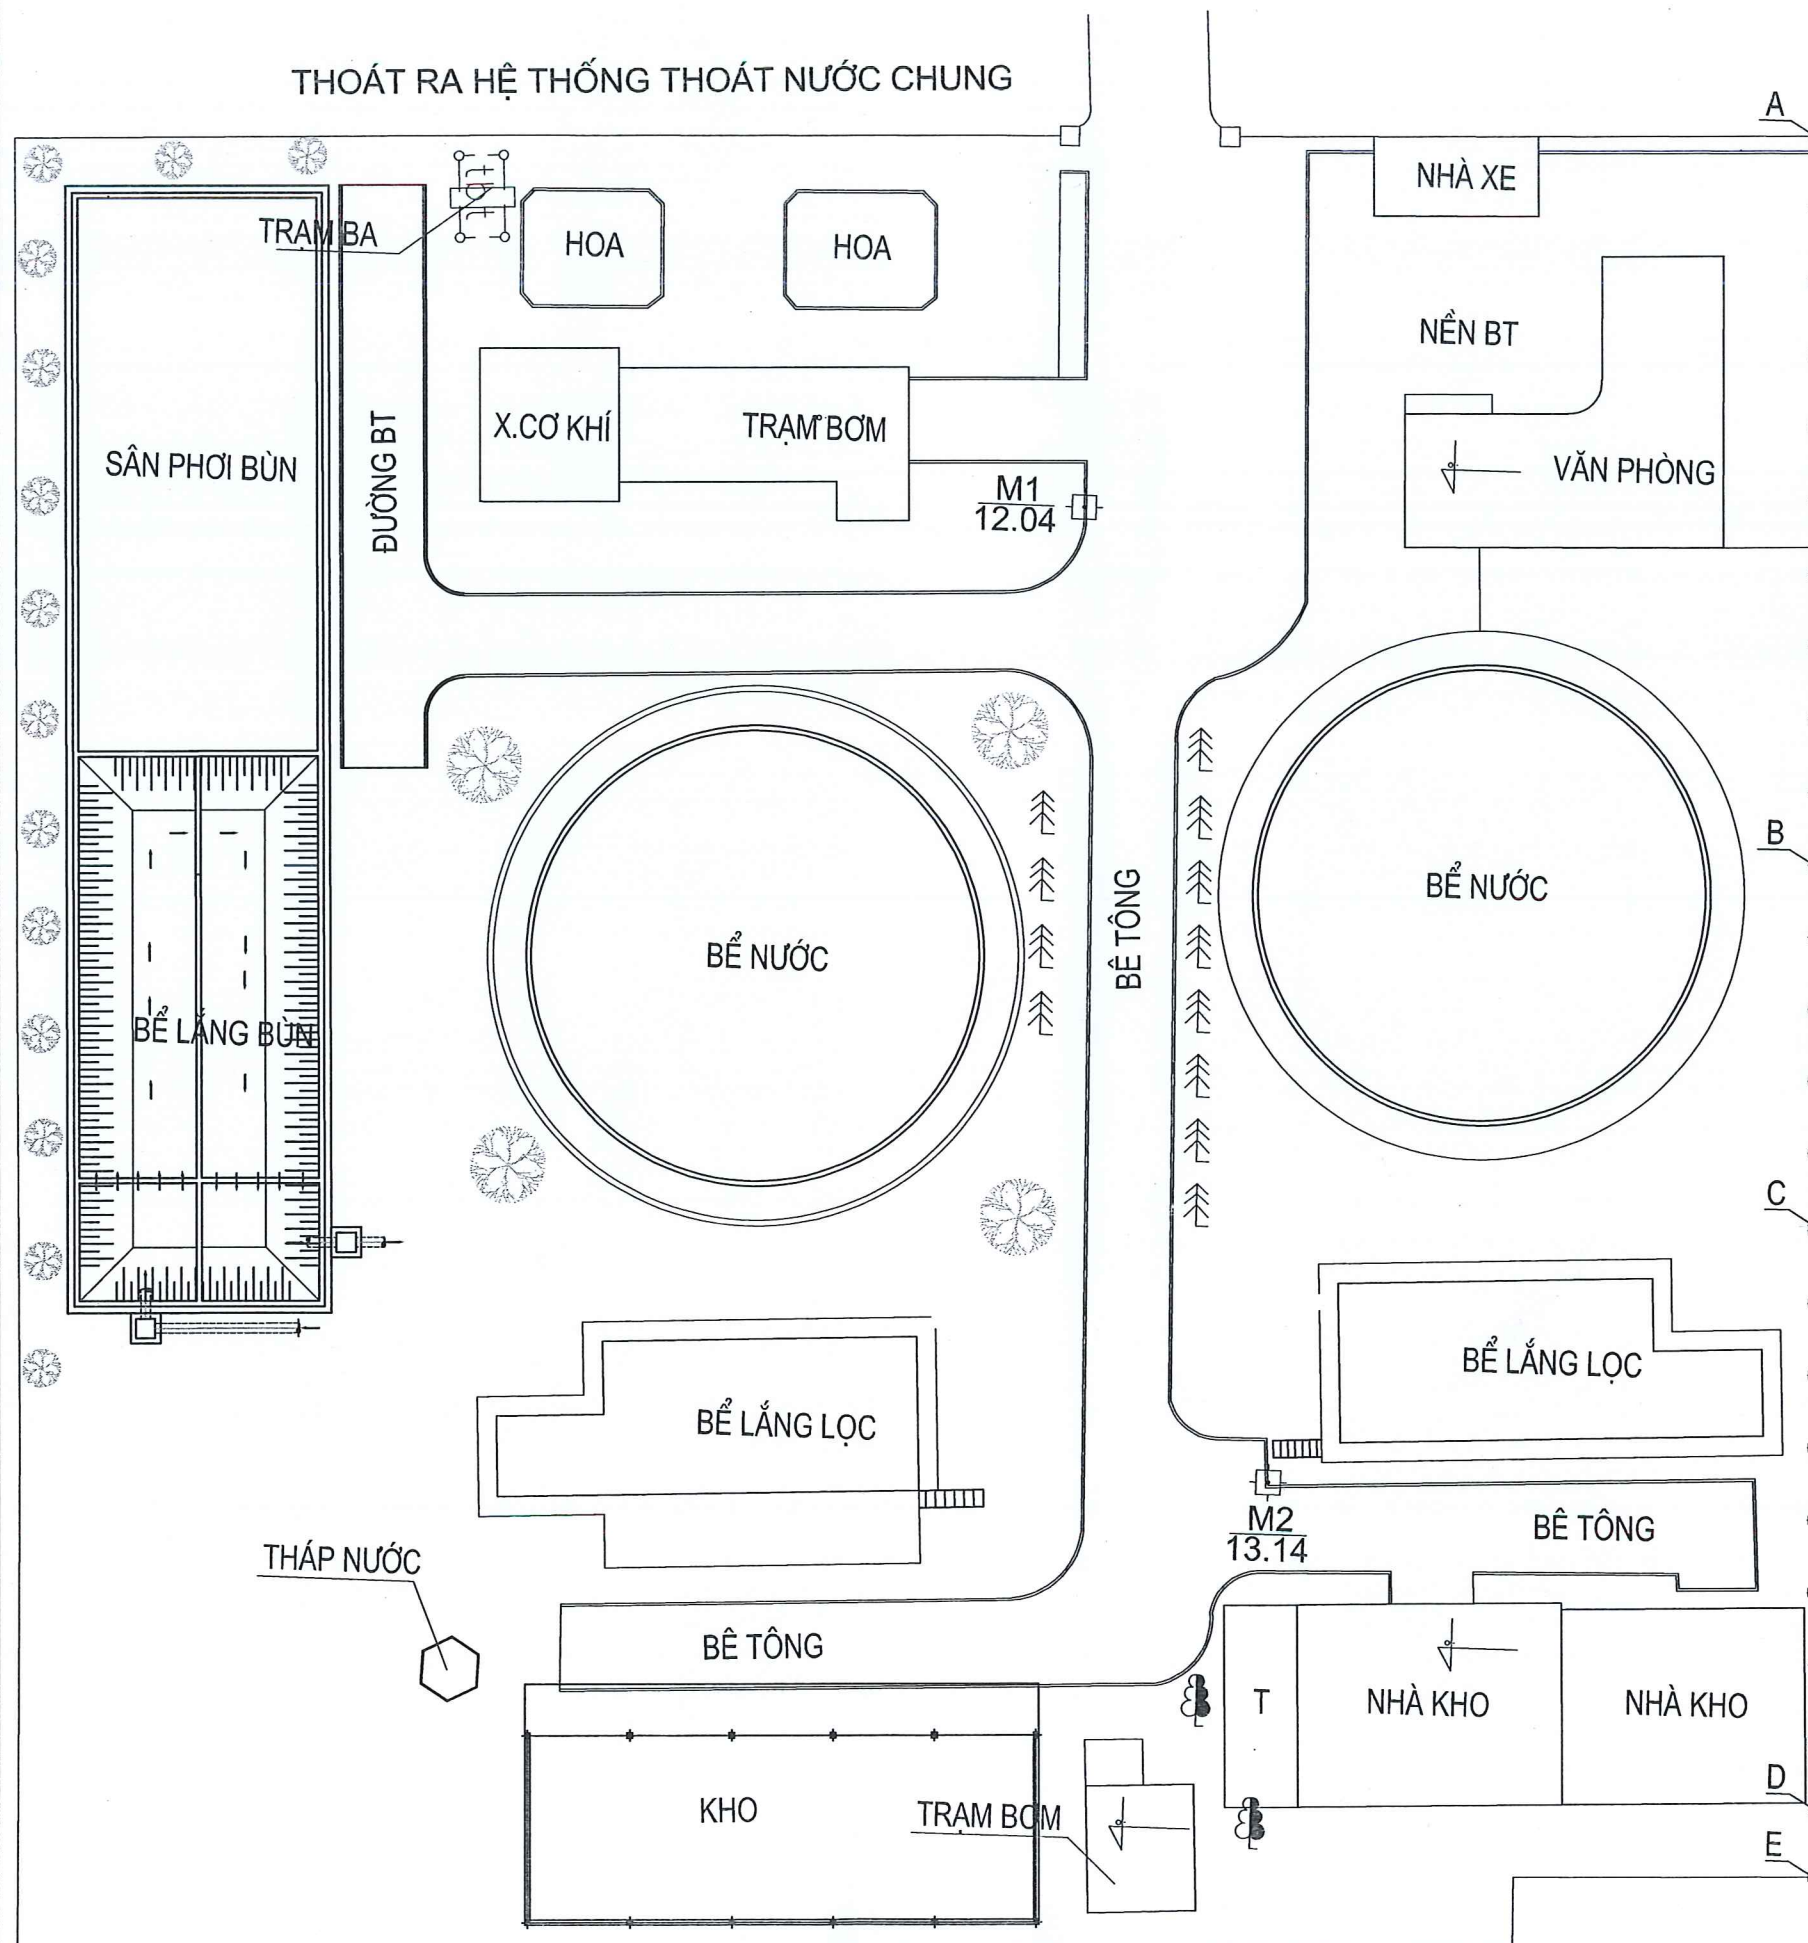 THOÁT RA HỆ THỐNG THOÁT NƯỚC CHUNG
A
NHÀ XE
TRẠM BA
HOA
HOA
NỀN BT
X.CƠ KHÍ
TRẠM BƠM
SÂN PHƠI BÙN
ĐƯỜNG BT
VĂN PHÒNG
M1
12.04
B
BỂ NƯỚC
BÊ TÔNG
BỂ NƯỚC
BỂ LẮNG BÙN
C
BỂ LẮNG LỌC
BỂ LẮNG LỌC
M2
13.14
BÊ TÔNG
THÁP NƯỚC
BÊ TÔNG
T
NHÀ KHO
NHÀ KHO
D
KHO
TRẠM BƠM
E